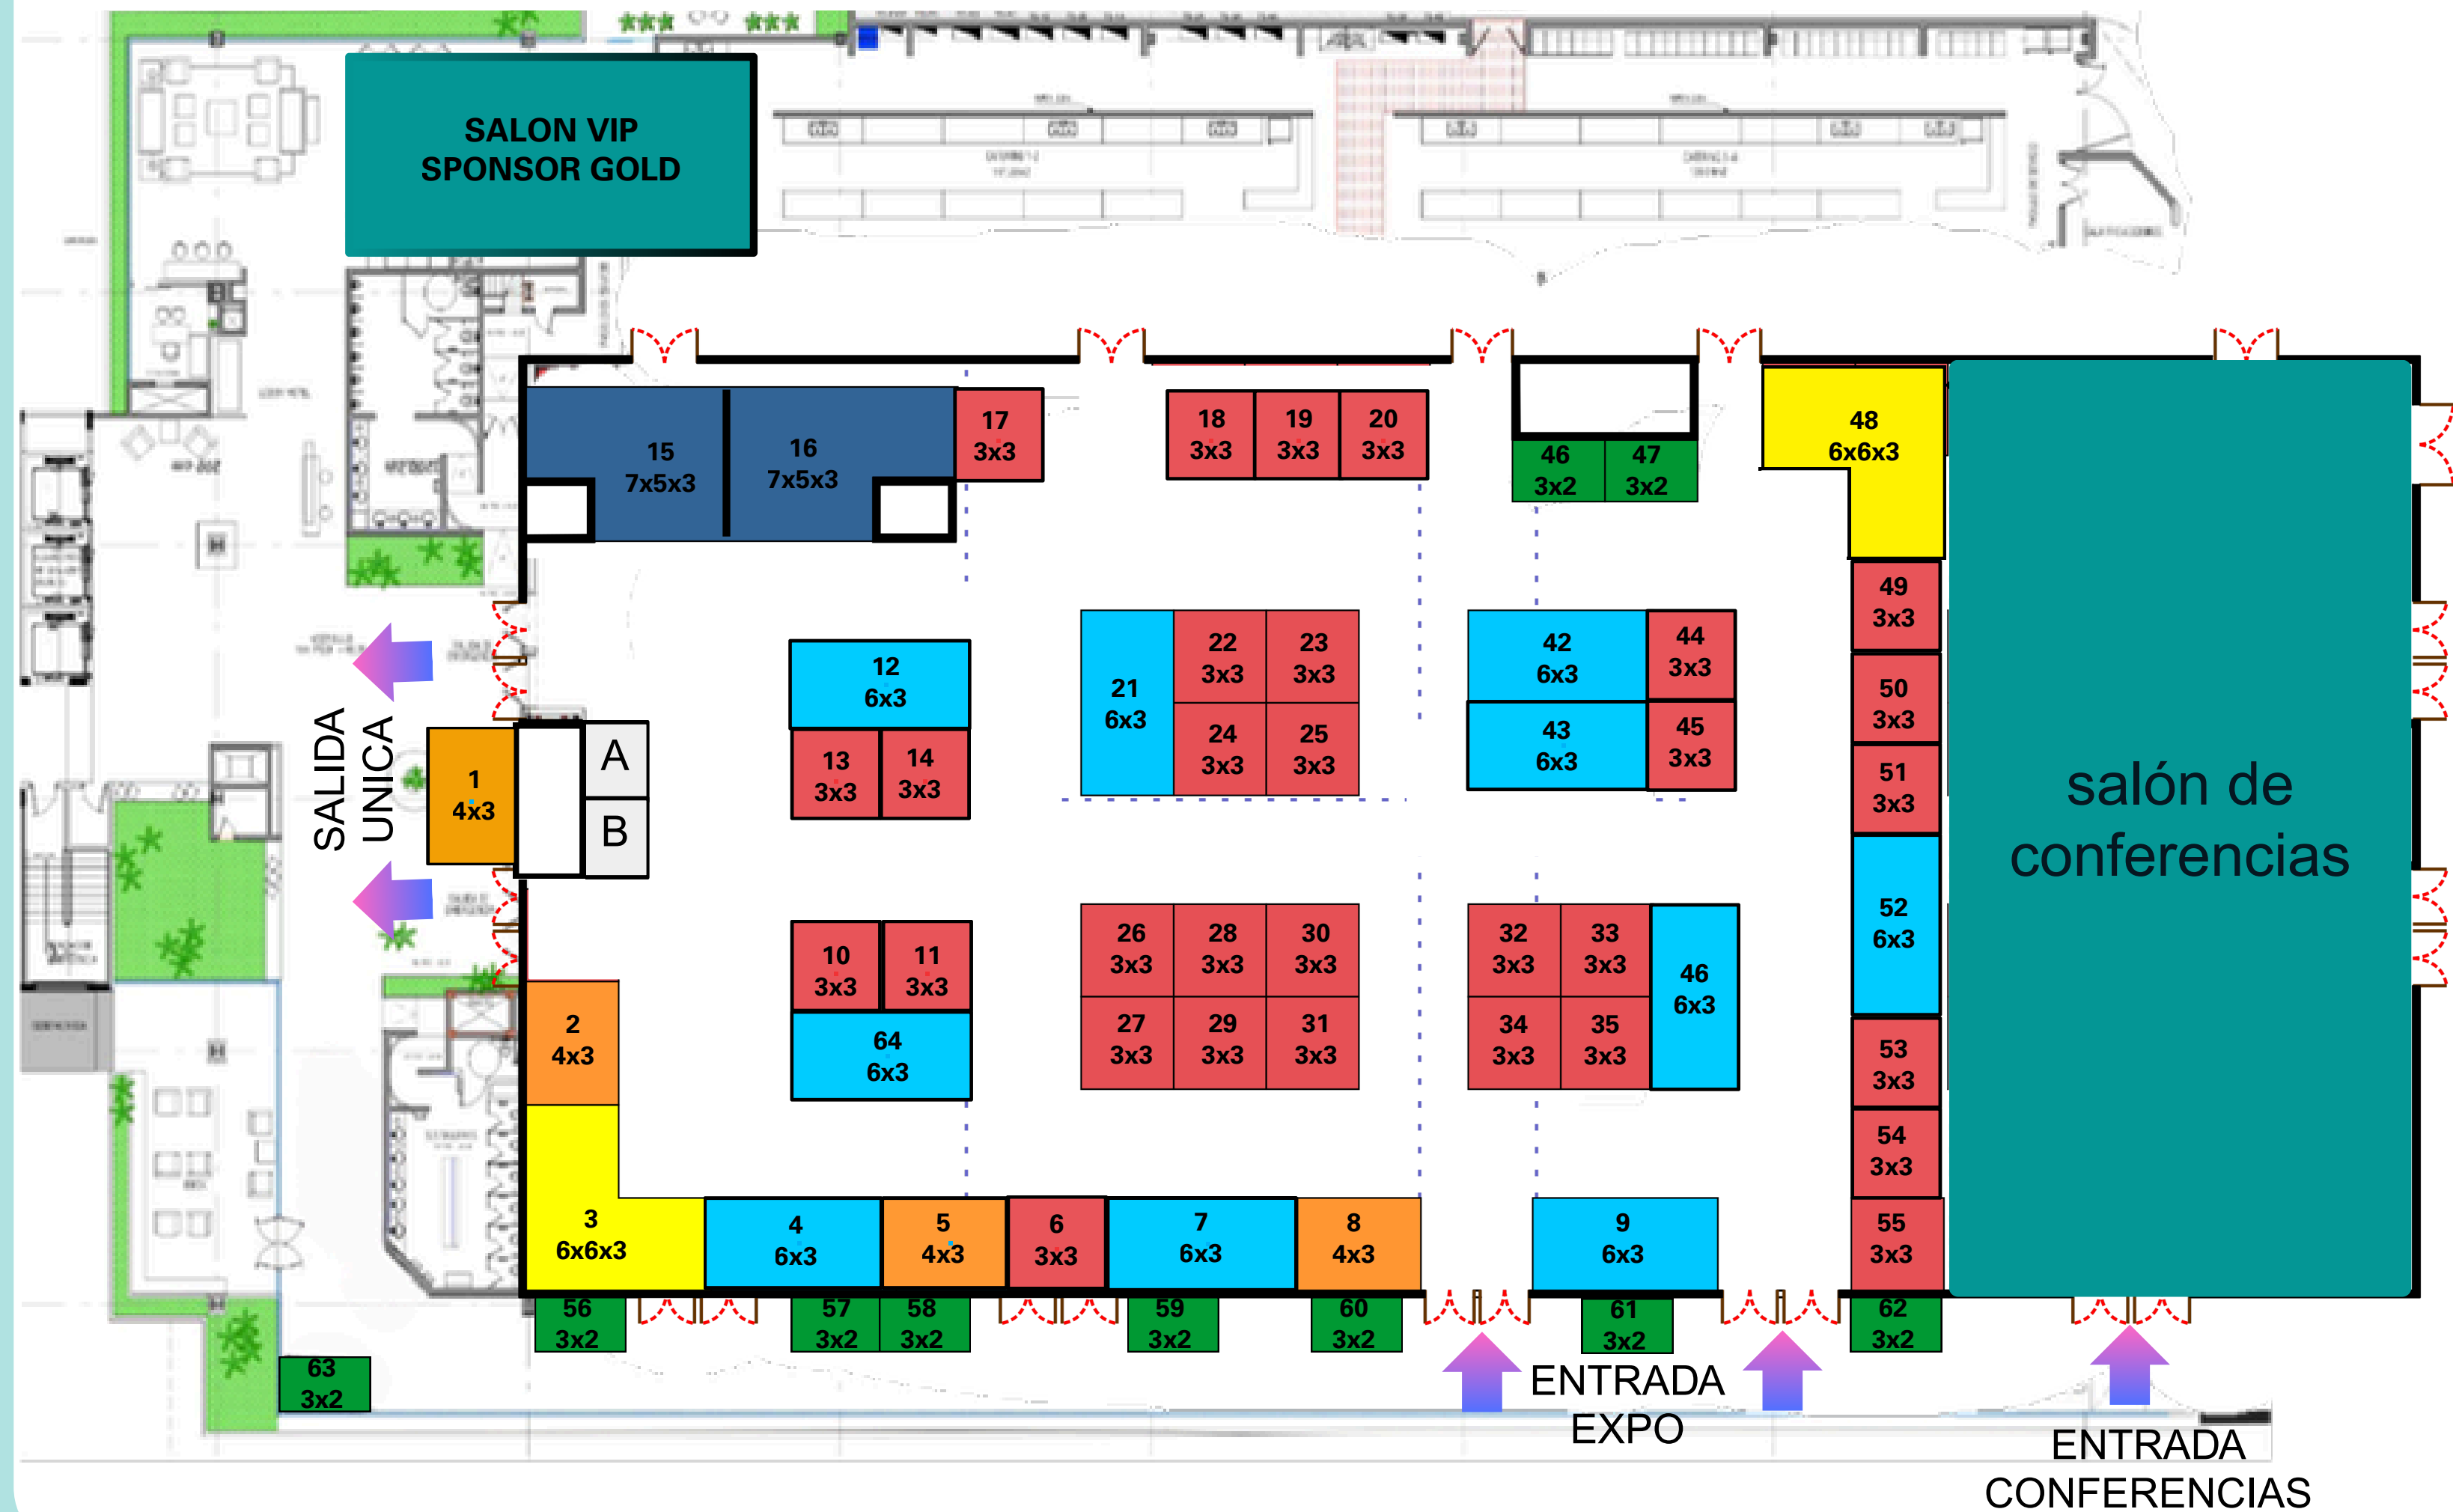 SALON VIP
SPONSOR GOLD
15
7x5x3
16
7x5x3
17
3x3
18
3x3
19
3x3
20
3x3
46
3x2
47
3x2
48
6x6x3
49
3x3
50
3x3
51
3x3
52
6x3
53
3x3
54
3x3
55
3x3
salón de
conferencias
12
6x3
13
3x3
14
3x3
21
6x3
22
3x3
23
3x3
24
3x3
25
3x3
42
6x3
43
6x3
44
3x3
45
3x3
SALIDA
UNICA
1
4x3
A
B
10
3x3
11
3x3
64
6x3
26
3x3
28
3x3
30
3x3
27
3x3
29
3x3
31
3x3
32
3x3
33
3x3
34
3x3
35
3x3
46
6x3
2
4x3
3
6x6x3
4
6x3
5
4x3
6
3x3
7
6x3
8
4x3
9
6x3
56
3x2
57
3x2
58
3x2
59
3x2
60
3x2
61
3x2
62
3x2
63
3x2
ENTRADA
EXPO
ENTRADA
CONFERENCIAS